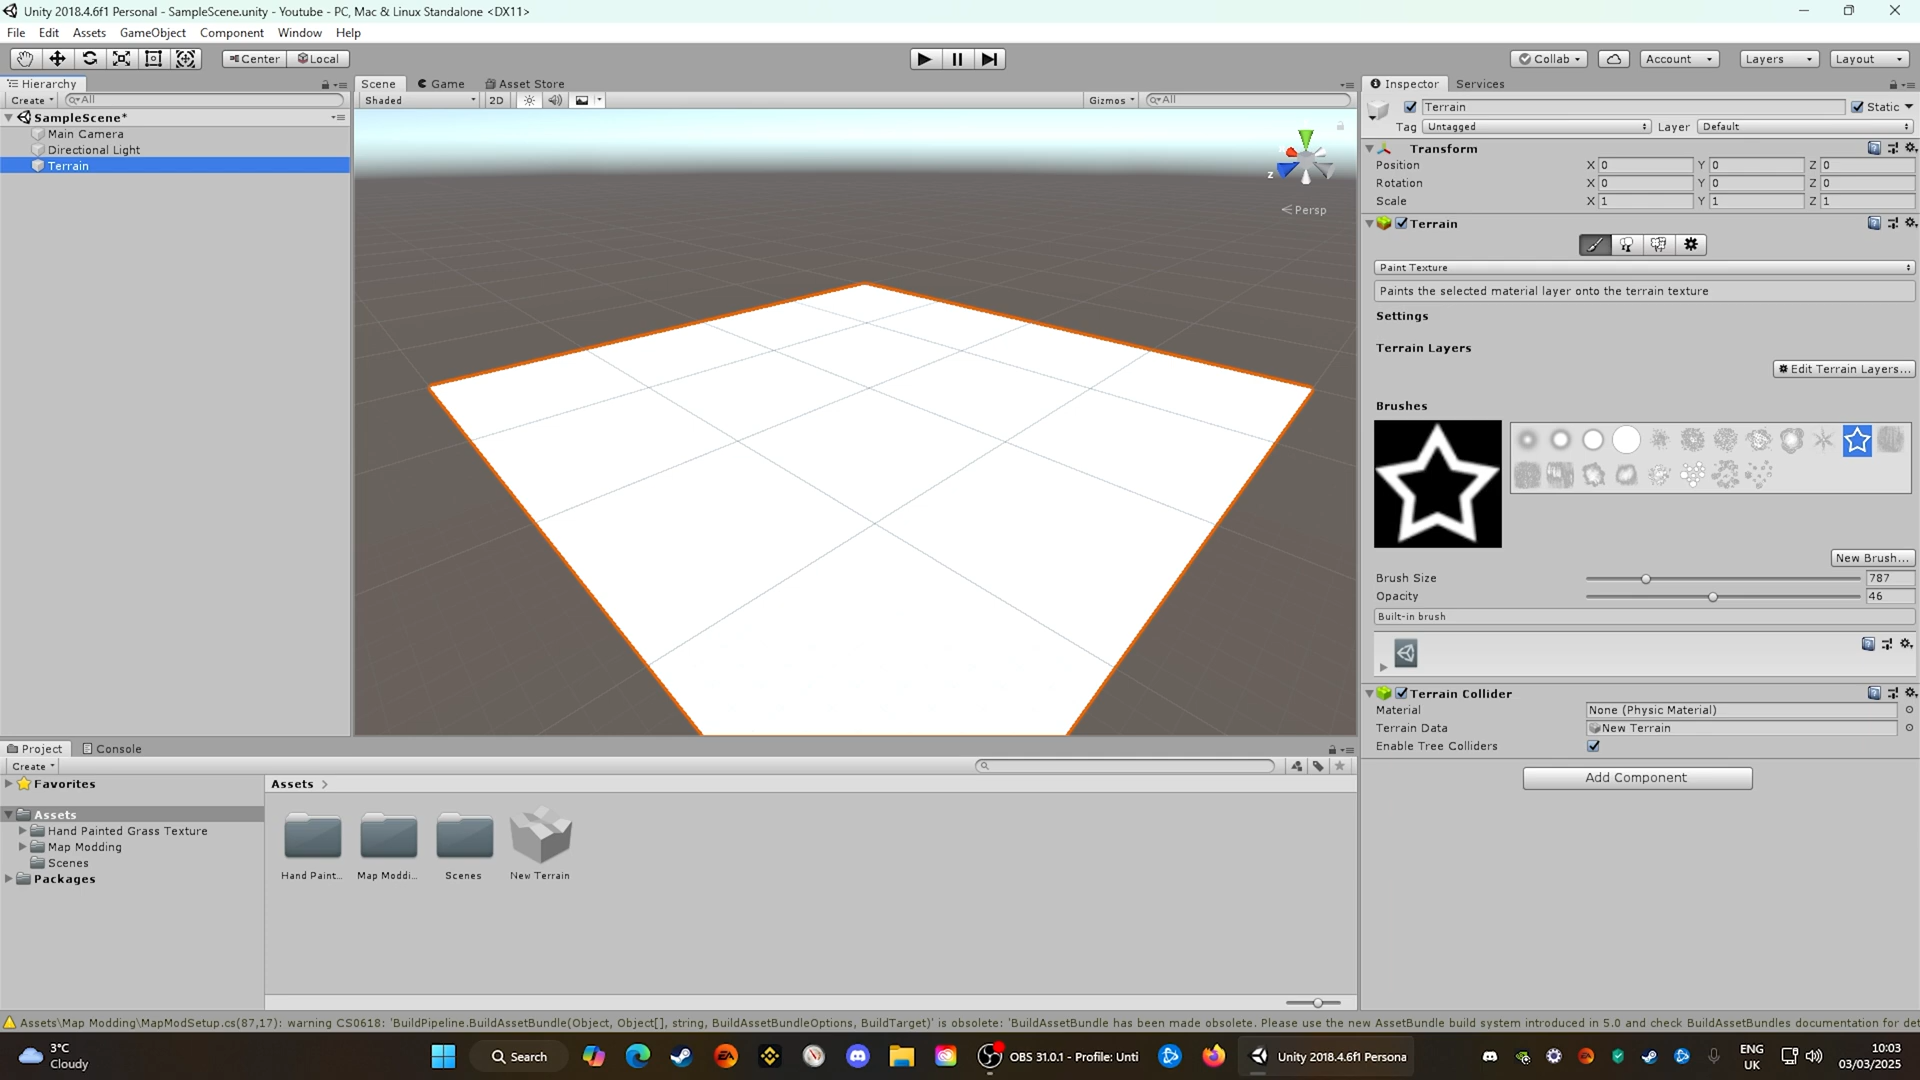 Unity 2018.4.6f1 Personal - SampleScene.unity - Youtube - PC, Mac & Linux Standalone <DX11>
File Edit Assets GameObject Component Window Help
Center Local Collab Account Layers Layout
Hierarchy Scene Game Asset Store Inspector Services
Create All Shaded 2D Gizmos All
SampleScene*
Main Camera
Directional Light
Terrain
z
Persp
Terrain Static
Tag Untagged Layer Default
Transform
Position X 0 Y 0 Z 0
Rotation X 0 Y 0 Z 0
Scale X 1 Y 1 Z 1
Terrain
Paint Texture
Paints the selected material layer onto the terrain texture
Settings
Terrain Layers
Edit Terrain Layers...
Brushes
New Brush...
Brush Size 787
Opacity 46
Built-in brush
Terrain Collider
Material None (Physic Material)
Terrain Data New Terrain
Enable Tree Colliders
Add Component
Project Console
Create
Favorites
Assets
Hand Painted Grass Texture
Map Modding
Scenes
Packages
Assets >
Hand Paint... Map Moddi... Scenes New Terrain
Assets\Map Modding\MapModSetup.cs(87,17): warning CS0618: 'BuildPipeline.BuildAssetBundle(Object, Object[], string, BuildAssetBundleOptions, BuildTarget)' is obsolete: 'BuildAssetBundle has been made obsolete. Please use the new AssetBundle build system introduced in 5.0 and check BuildAssetBundles documentation for det
3°C
Cloudy
Search
OBS 31.0.1 - Profile: Unti
Unity 2018.4.6f1 Persona
ENG
UK
10:03
03/03/2025